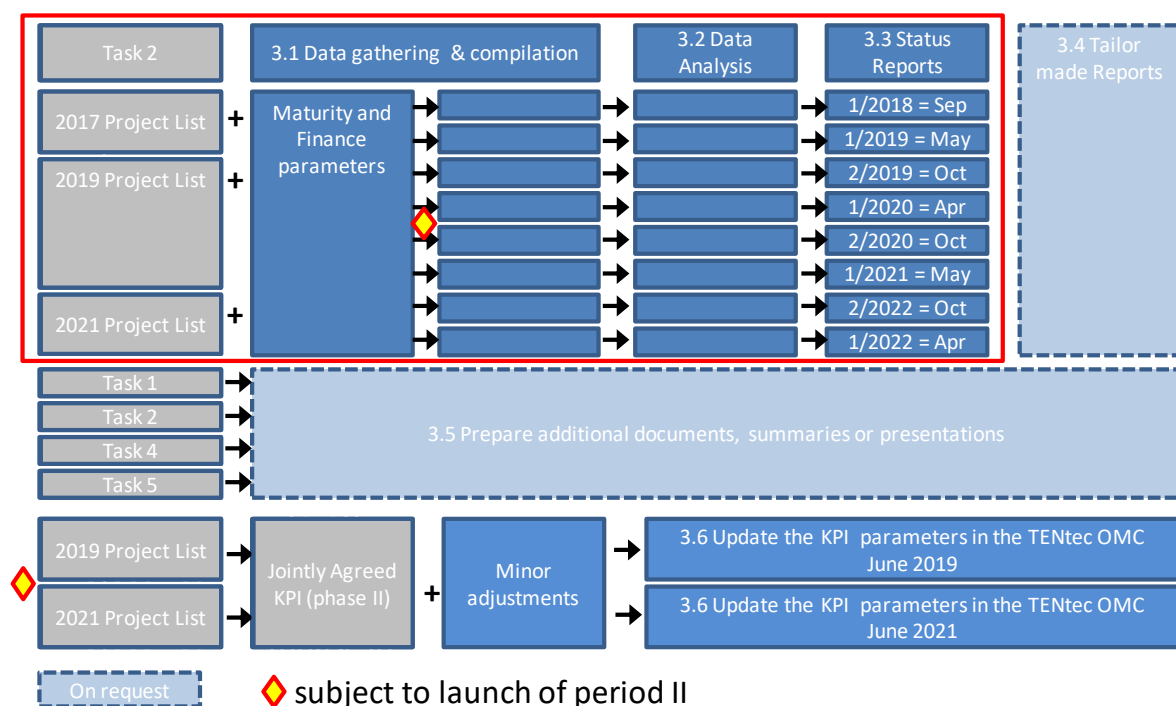 Task 2
3.1 Data gathering & compilation
3.2 Data
Analysis
3.3 Status
Reports
3.4 Tailor
made Reports
2017 Project List
+
Maturity and
Finance
parameters
1/2018 = Sep
1/2019 = May
2019 Project List
+
2/2019 = Oct
1/2020 = Apr
2/2020 = Oct
1/2021 = May
2021 Project List
+
2/2022 = Oct
1/2022 = Apr
Task 1
Task 2
Task 4
Task 5
3.5 Prepare additional documents, summaries or presentations
2019 Project List
2021 Project List
Jointly Agreed
KPI (phase II)
+
Minor
adjustments
3.6 Update the KPI parameters in the TENtec OMC
June 2019
3.6 Update the KPI parameters in the TENtec OMC
June 2021
On request
subject to launch of period II